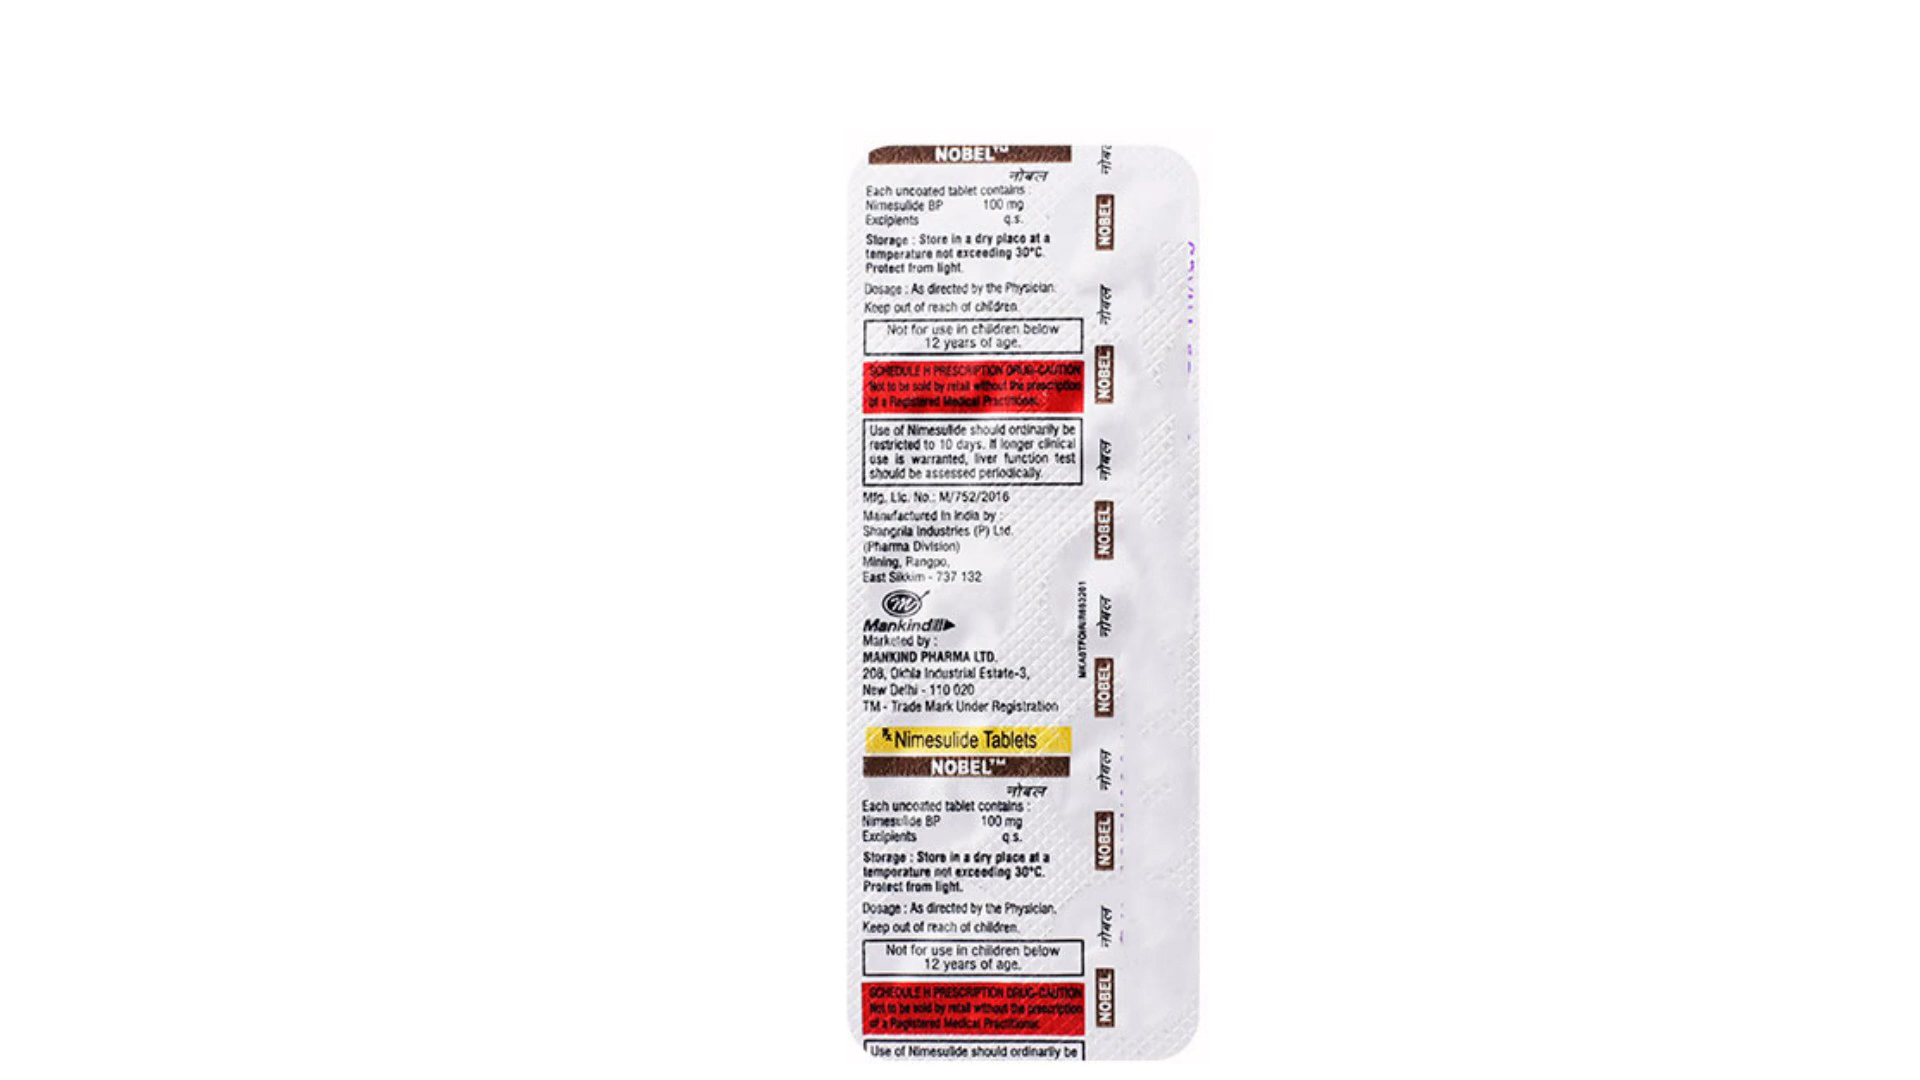 NOBEL™
नोबल
Each uncoated tablet contains :
Nimesulide BP 100 mg
Excipients q.s.
Storage : Store in a dry place at a
temperature not exceeding 30°C.
Protect from light.
Dosage : As directed by the Physician.
Keep out of reach of children.
Not for use in children below
12 years of age.
SCHEDULE H PRESCRIPTION DRUG-CAUTION
Not to be sold by retail without the prescription
of a Registered Medical Practitioner.
Use of Nimesulide should ordinarily be
restricted to 10 days. If longer clinical
use is warranted, liver function test
should be assessed periodically.
Mfg. Lic. No.: M/752/2016
Manufactured in India by :
Shangrila Industries (P) Ltd.
(Pharma Division)
Mining, Rangpo,
East Sikkim - 737 132
Mankind
Marketed by :
MANKIND PHARMA LTD.
208, Okhla Industrial Estate-3,
New Delhi - 110 020
TM - Trade Mark Under Registration
Rx Nimesulide Tablets
NOBEL™
नोबल
Each uncoated tablet contains :
Nimesulide BP 100 mg
Excipients q.s.
Storage : Store in a dry place at a
temperature not exceeding 30°C.
Protect from light.
Dosage : As directed by the Physician.
Keep out of reach of children.
Not for use in children below
12 years of age.
SCHEDULE H PRESCRIPTION DRUG-CAUTION
Not to be sold by retail without the prescription
of a Registered Medical Practitioner.
Use of Nimesulide should ordinarily be
नोबल
NOBEL
नोबल
NOBEL
नोबल
NOBEL
नोबल
NOBEL
नोबल
NOBEL
नोबल
NOBEL